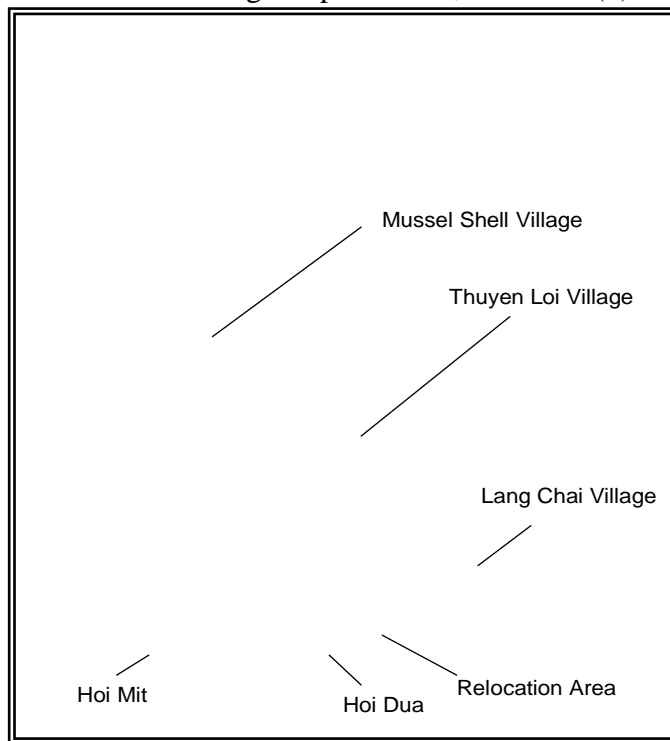 Mussel Shell Village
Thuyen Loi Village
Lang Chai Village
Hoi Mit
Hoi Dua
Relocation Area